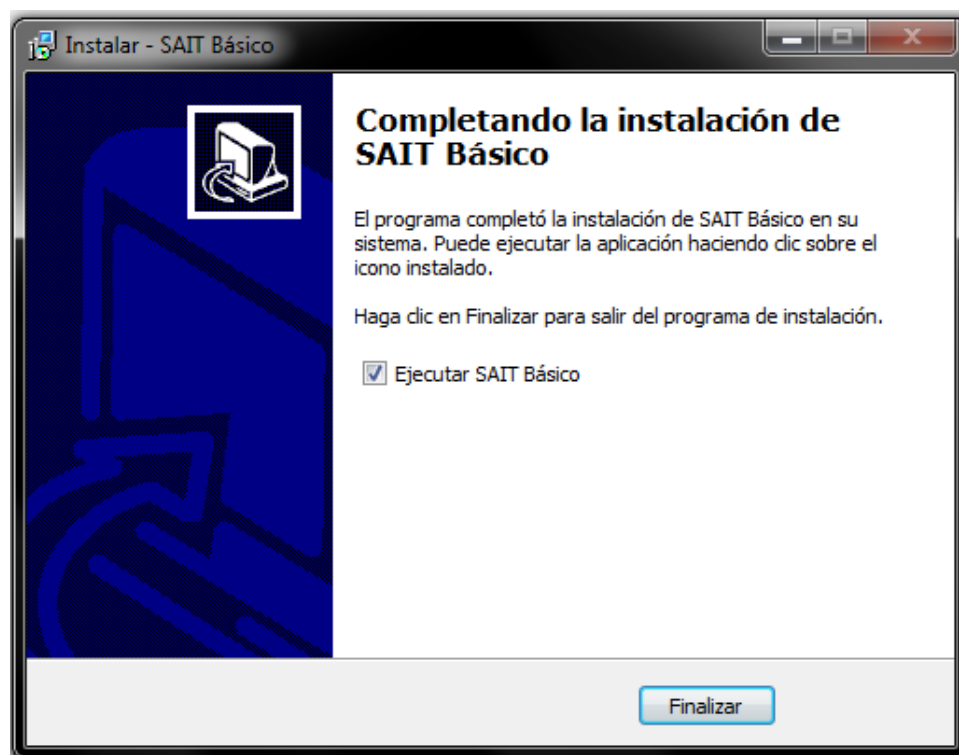 Instalar - SAIT Básico
Completando la instalación de
SAIT Básico
El programa completó la instalación de SAIT Básico en su
sistema. Puede ejecutar la aplicación haciendo clic sobre el
icono instalado.
Haga clic en Finalizar para salir del programa de instalación.
Ejecutar SAIT Básico
Finalizar